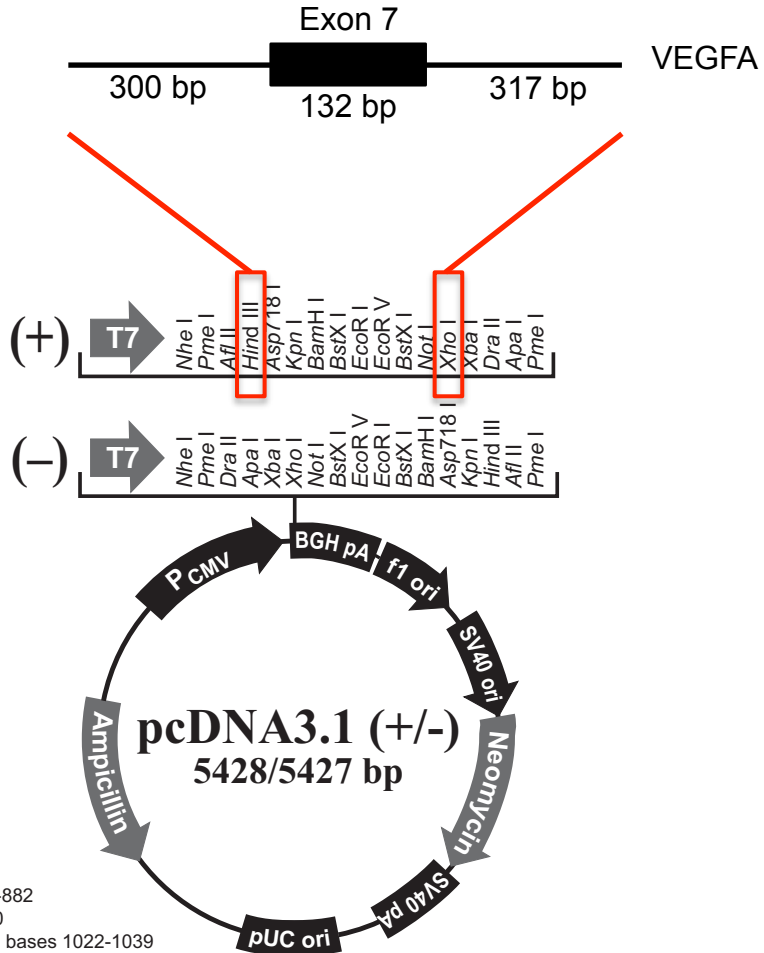 Exon 7
VEGFA
300 bp
132 bp
317 bp
(+)
T7
Nhe I
Pme I
Afl II
Hind III
Asp718 I
Kpn I
BamH I
BstX I
EcoR I
EcoR V
BstX I
Not I
Xho I
Xba I
Dra II
Apa I
Pme I
(–)
T7
Nhe I
Pme I
Dra II
Apa I
Xba I
Xho I
Not I
BstX I
EcoR V
EcoR I
BstX I
BamH I
Asp718 I
Kpn I
Hind III
Afl II
Pme I
PCMV
BGH pA
f1 ori
SV40 ori
Neomycin
SV40 pA
pUC ori
Ampicillin
pcDNA3.1 (+/-)
5428/5427 bp
-882
0
bases 1022-1039